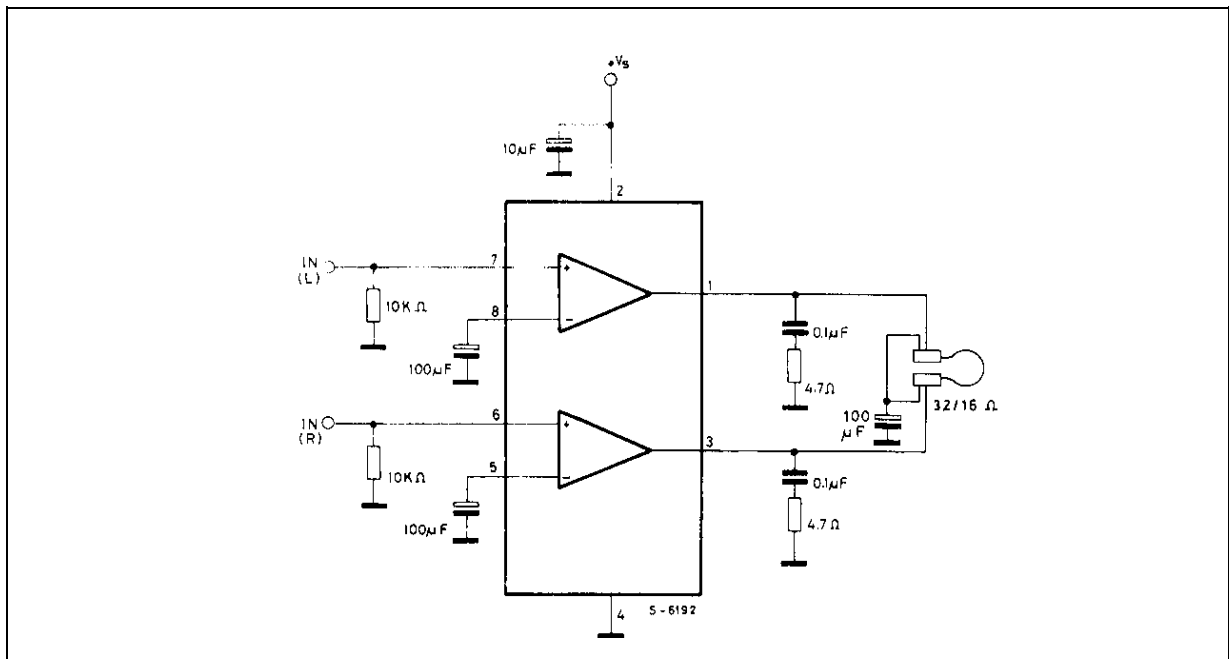 +Vs
10µF
2
IN
(L)
7
+
10KΩ
8
−
100µF
1
0.1µF
4.7Ω
32/16 Ω
100
µF
IN
(R)
6
+
10KΩ
5
−
100µF
3
0.1µF
4.7Ω
4
S-6192